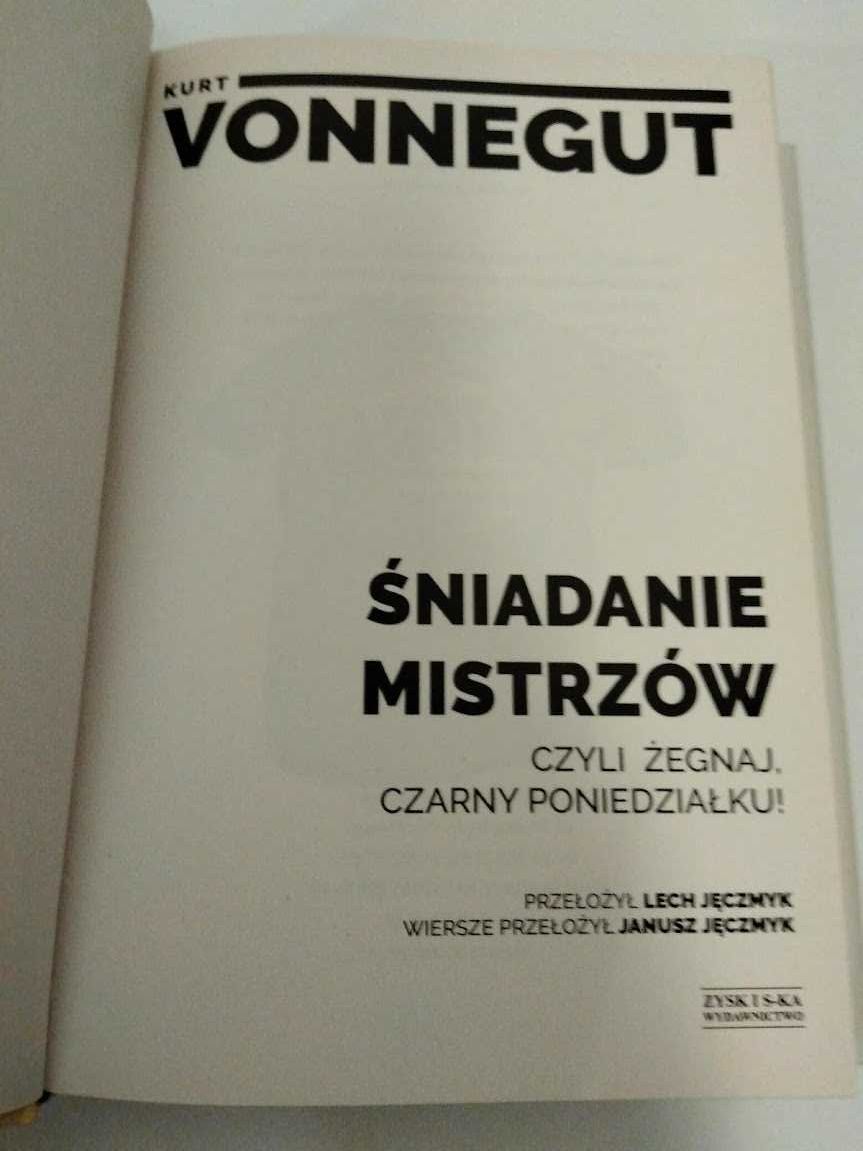 KURT
VONNEGUT
ŚNIADANIE
MISTRZÓW
CZYLI ŻEGNAJ,
CZARNY PONIEDZIAŁKU!
PRZEŁOŻYŁ LECH JĘCZMYK
WIERSZE PRZEŁOŻYŁ JANUSZ JĘCZMYK
ZYSK I S-KA
WYDAWNICTWO